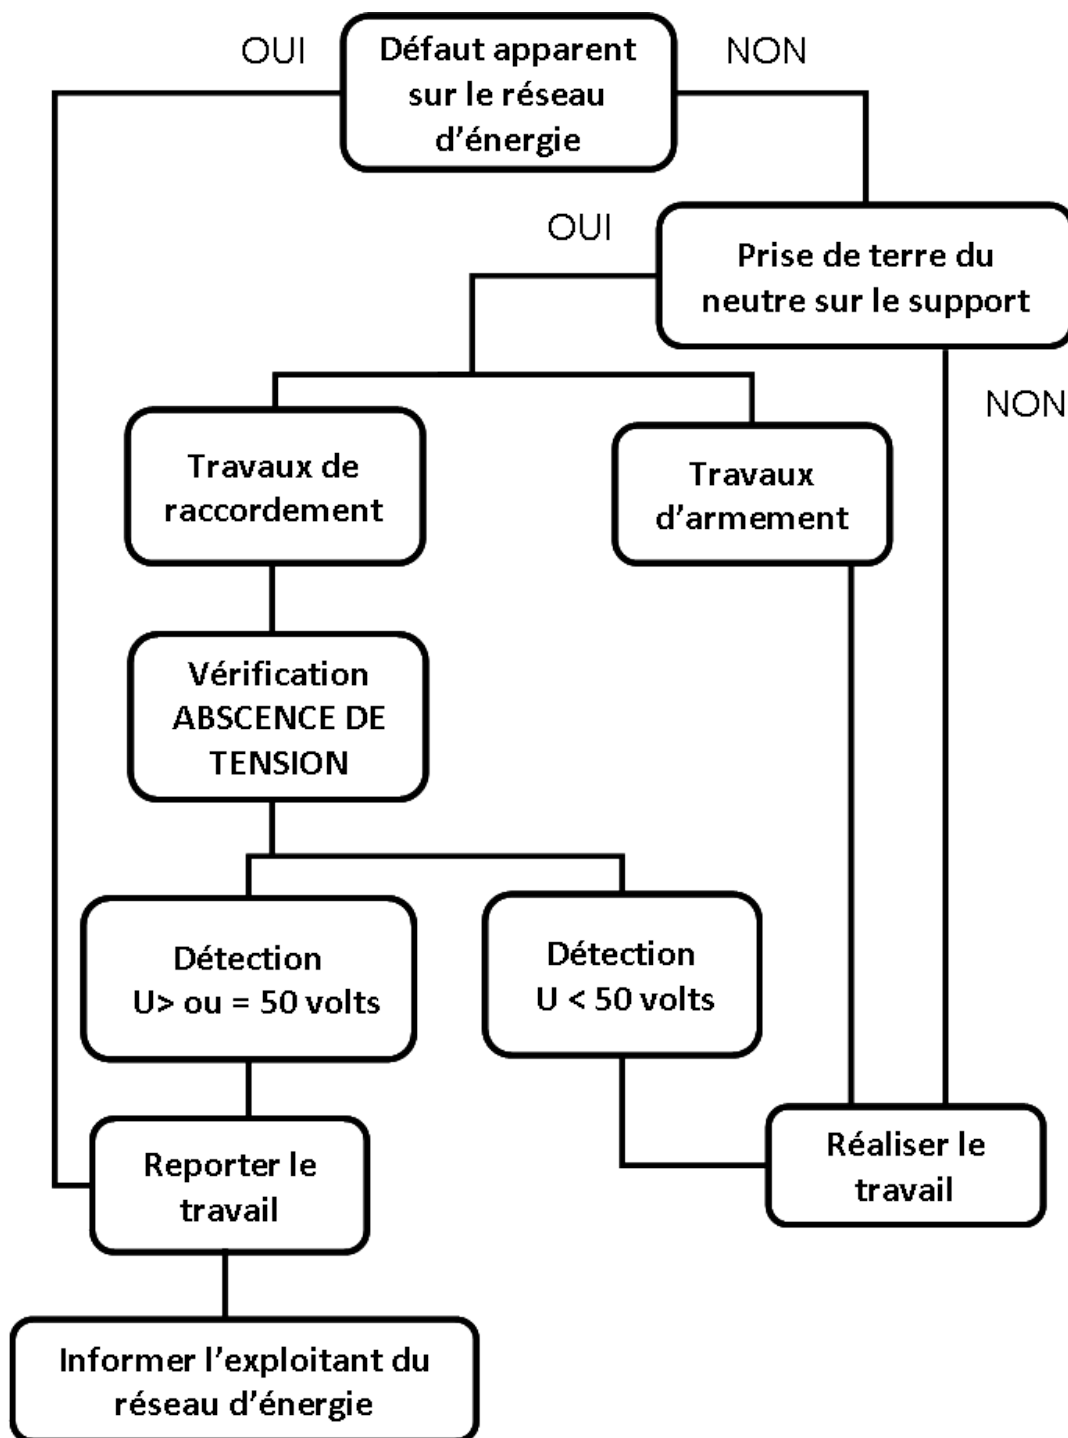 OUI
Défaut apparent
sur le réseau
d’énergie
NON
OUI
Prise de terre du
neutre sur le support
NON
Travaux de
raccordement
Travaux
d’armement
Vérification
ABSCENCE DE
TENSION
Détection
U> ou = 50 volts
Détection
U < 50 volts
Reporter le
travail
Réaliser le
travail
Informer l’exploitant du
réseau d’énergie